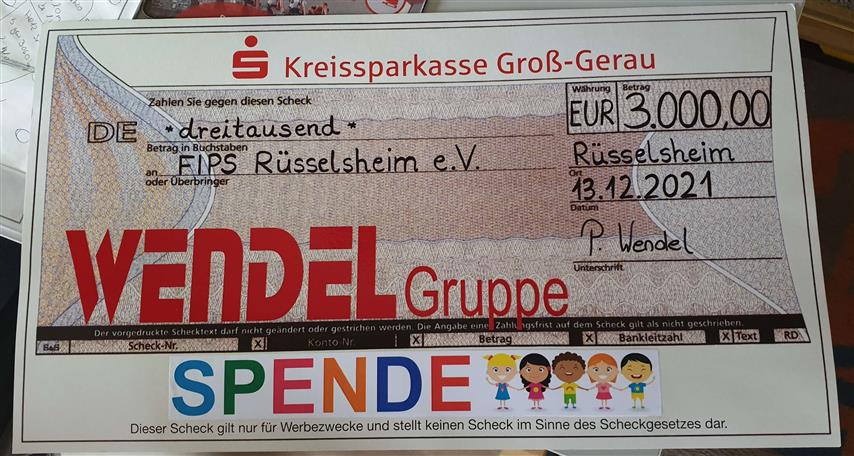 Kreissparkasse Groß-Gerau
Zahlen Sie gegen diesen Scheck
Währung Betrag
EUR 3.000,00
DE *dreitausend*
Betrag in Buchstaben
FIPS Rüsselsheim e.V.
an
oder Überbringer
Rüsselsheim
Ort
13.12.2021
Datum
P. Wendel
Unterschrift
WENDEL Gruppe
Der vorgedruckte Schecktext darf nicht geändert oder gestrichen werden. Die Angabe einer Zahlungsfrist auf dem Scheck gilt als nicht geschrieben.
Scheck-Nr. X Konto-Nr. X Betrag X Bankleitzahl X Text RD
SPENDE
Dieser Scheck gilt nur für Werbezwecke und stellt keinen Scheck im Sinne des Scheckgesetzes dar.